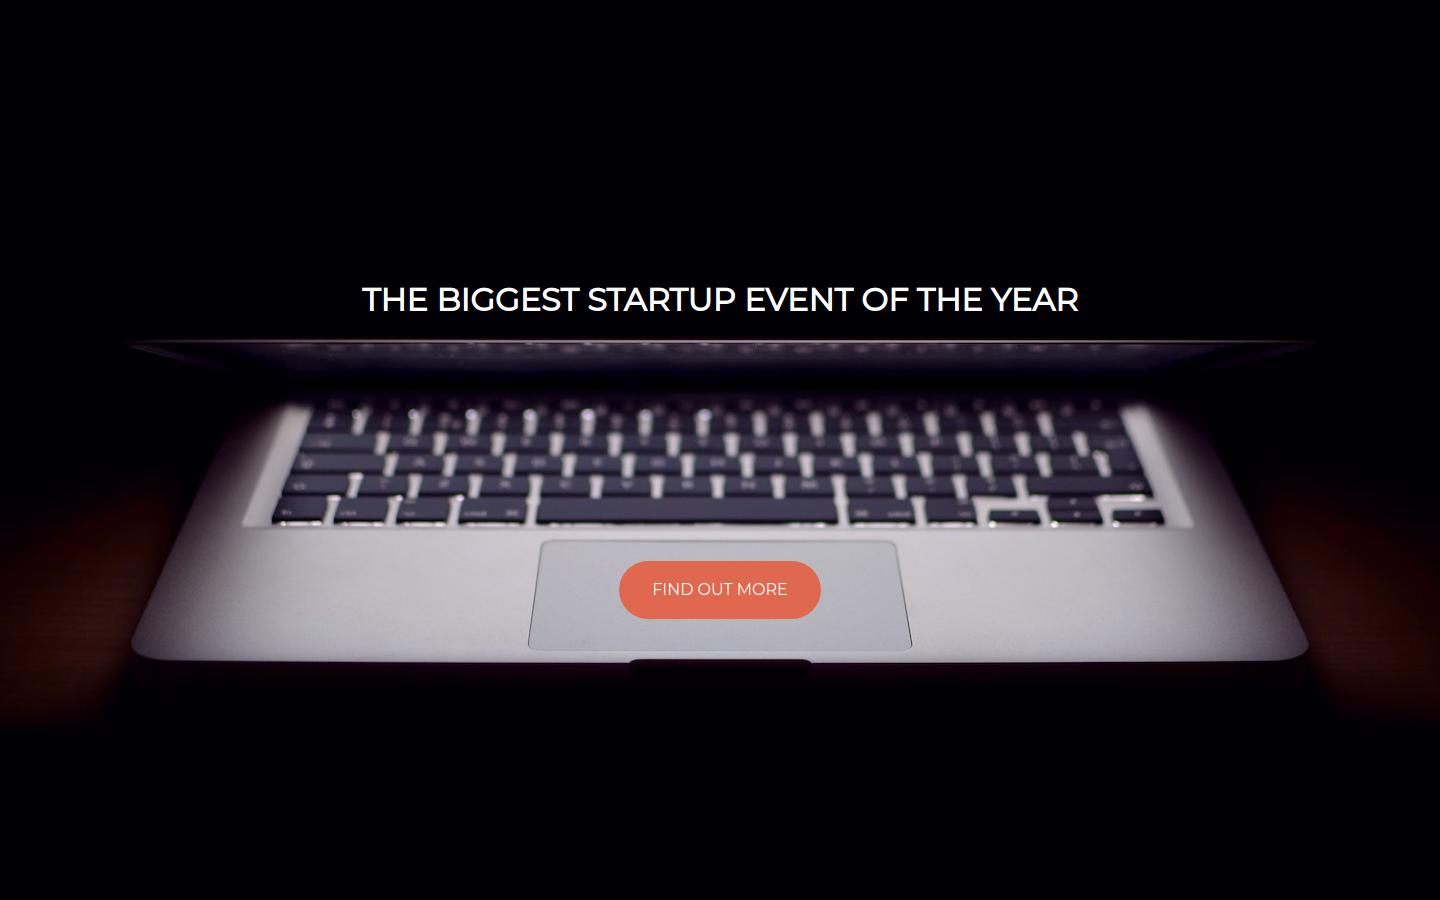 THE BIGGEST STARTUP EVENT OF THE YEAR
FIND OUT MORE